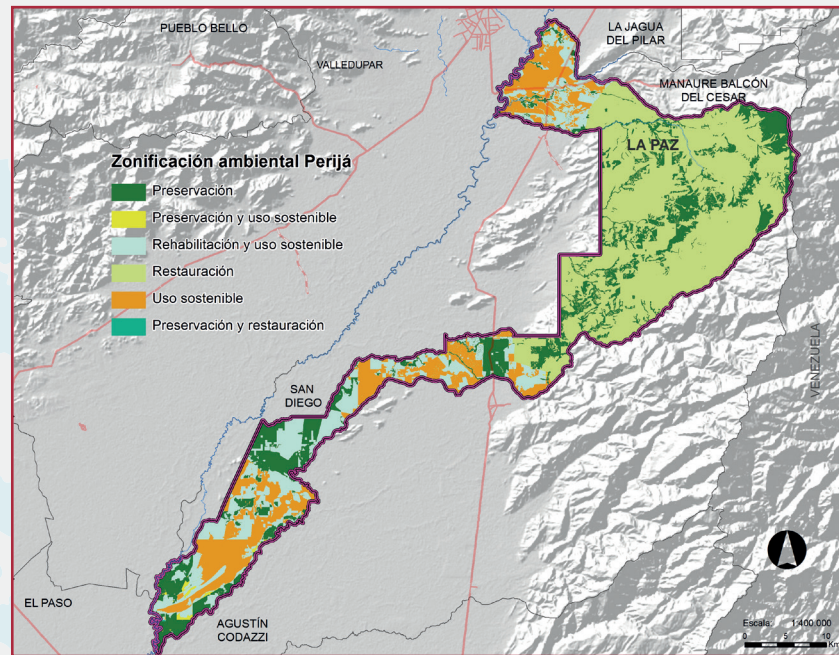 PUEBLO BELLO
LA JAGUA
DEL PILAR
VALLEDUPAR
MANAURE BALCÓN
DEL CESAR
LA PAZ
Zonificación ambiental Perijá
Preservación
Preservación y uso sostenible
Rehabilitación y uso sostenible
Restauración
Uso sostenible
Preservación y restauración
VENEZUELA
SAN
DIEGO
EL PASO
AGUSTÍN
CODAZZI
Escala: 1:400.000
0 5 10
Km